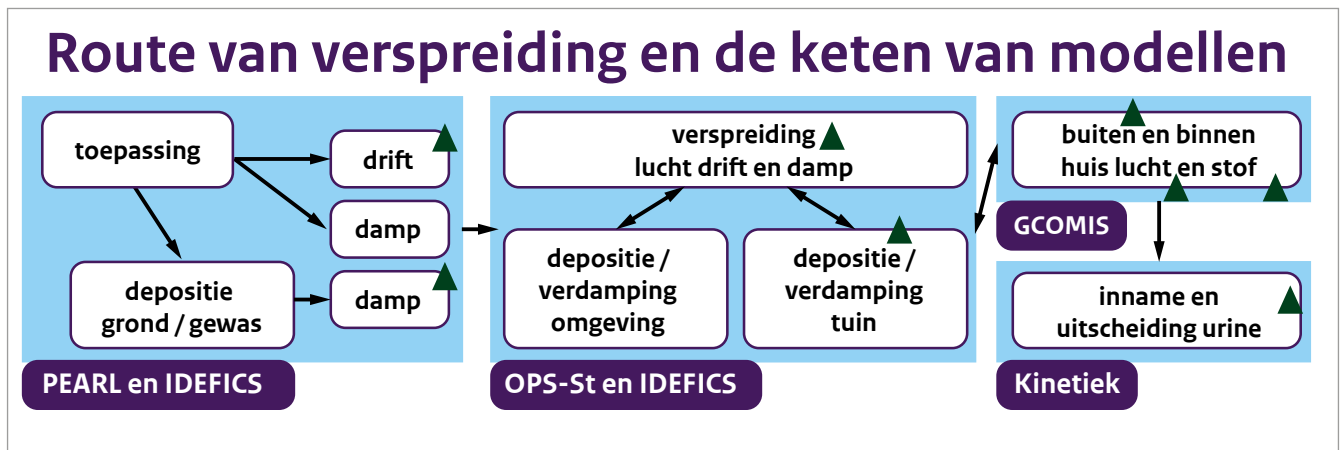 Route van verspreiding en de keten van modellen
toepassing
drift
damp
depositie
grond / gewas
damp
PEARL en IDEFICS
verspreiding
lucht drift en damp
depositie /
verdamping
omgeving
depositie /
verdamping
tuin
OPS-St en IDEFICS
buiten en binnen
huis lucht en stof
GCOMIS
inname en
uitscheiding urine
Kinetiek